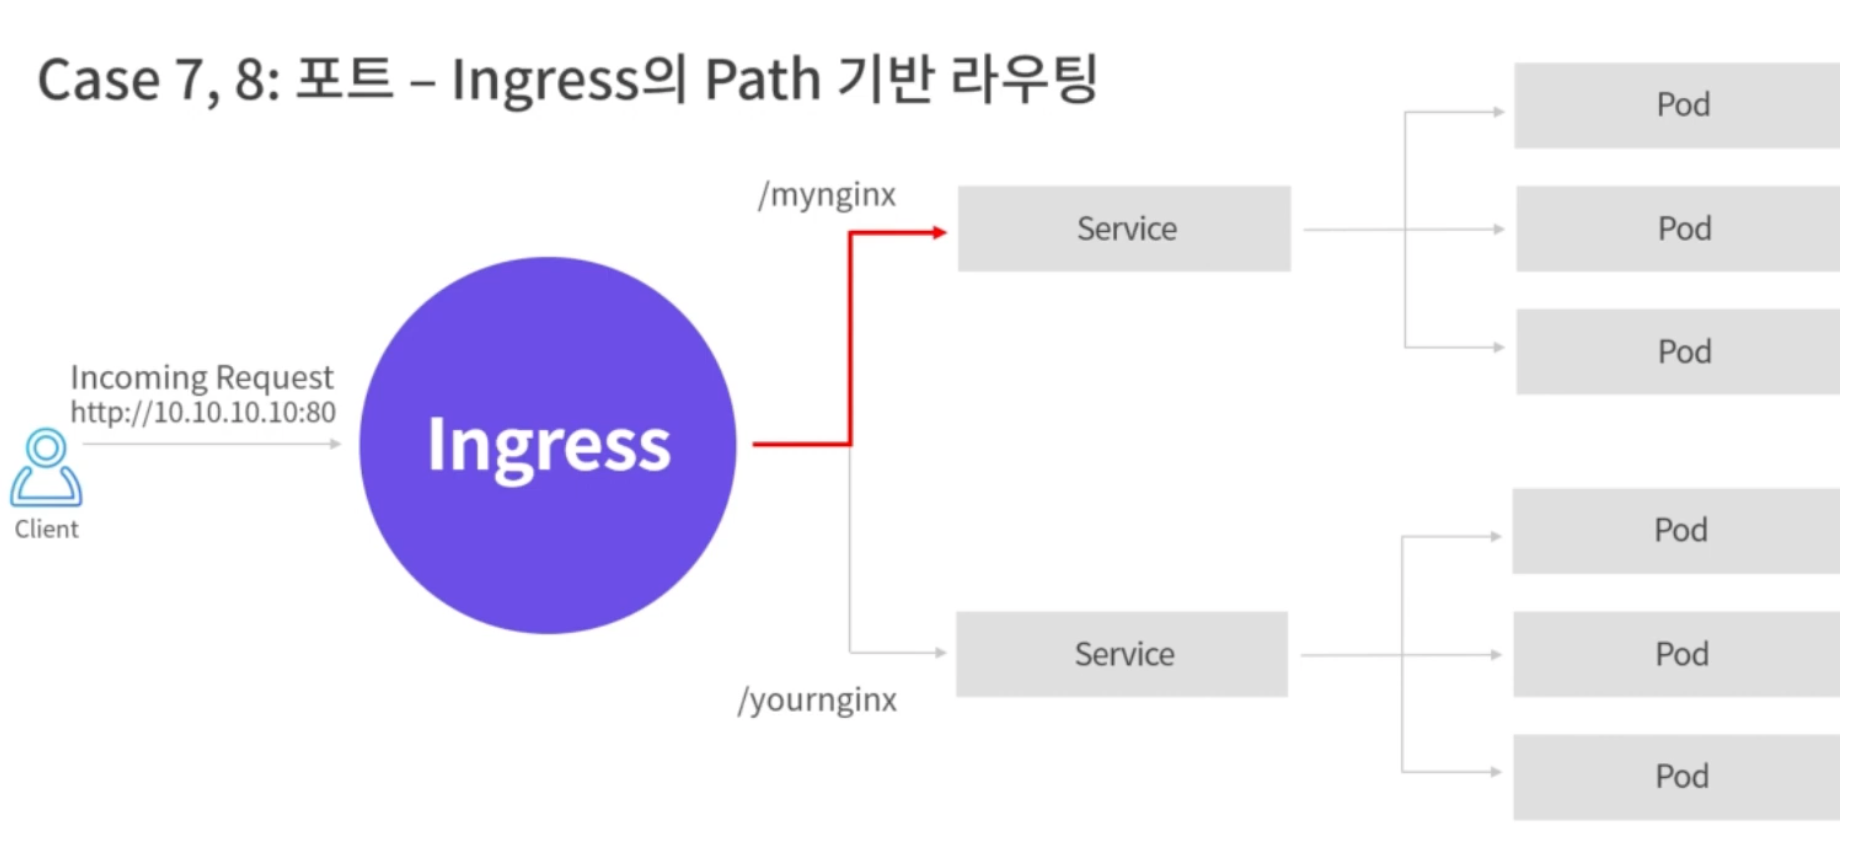 Case 7, 8: 포트 – Ingress의 Path 기반 라우팅
Pod
/mynginx
Service
Pod
Pod
Incoming Request
http://10.10.10.10:80
Ingress
Client
Pod
Service
/yournginx
Pod
Pod